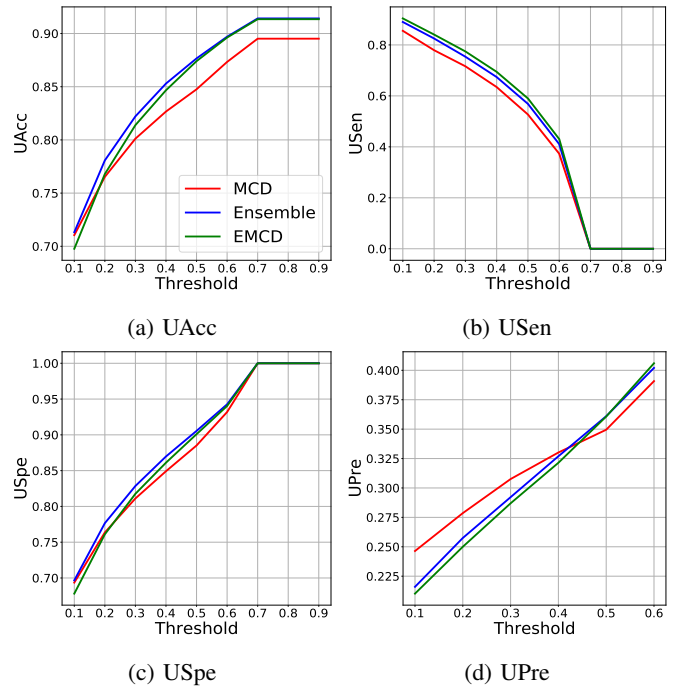 0.90
0.85
0.80
0.75
0.70
UAcc
MCD
Ensemble
EMCD
0.1 0.2 0.3 0.4 0.5 0.6 0.7 0.8 0.9
Threshold
(a) UAcc
0.8
0.6
0.4
0.2
0.0
USen
0.1 0.2 0.3 0.4 0.5 0.6 0.7 0.8 0.9
Threshold
(b) USen
1.00
0.95
0.90
0.85
0.80
0.75
0.70
USpe
0.1 0.2 0.3 0.4 0.5 0.6 0.7 0.8 0.9
Threshold
(c) USpe
0.400
0.375
0.350
0.325
0.300
0.275
0.250
0.225
UPre
0.1 0.2 0.3 0.4 0.5 0.6
Threshold
(d) UPre